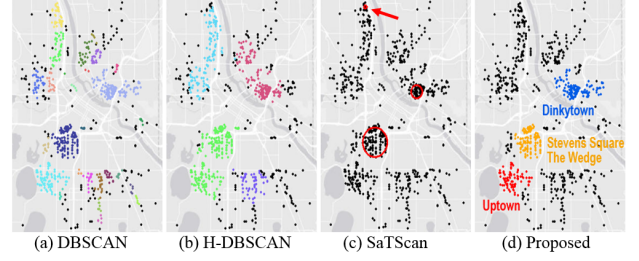 Dinkytown
Stevens Square
The Wedge
Uptown
(a) DBSCAN
(b) H-DBSCAN
(c) SaTScan
(d) Proposed